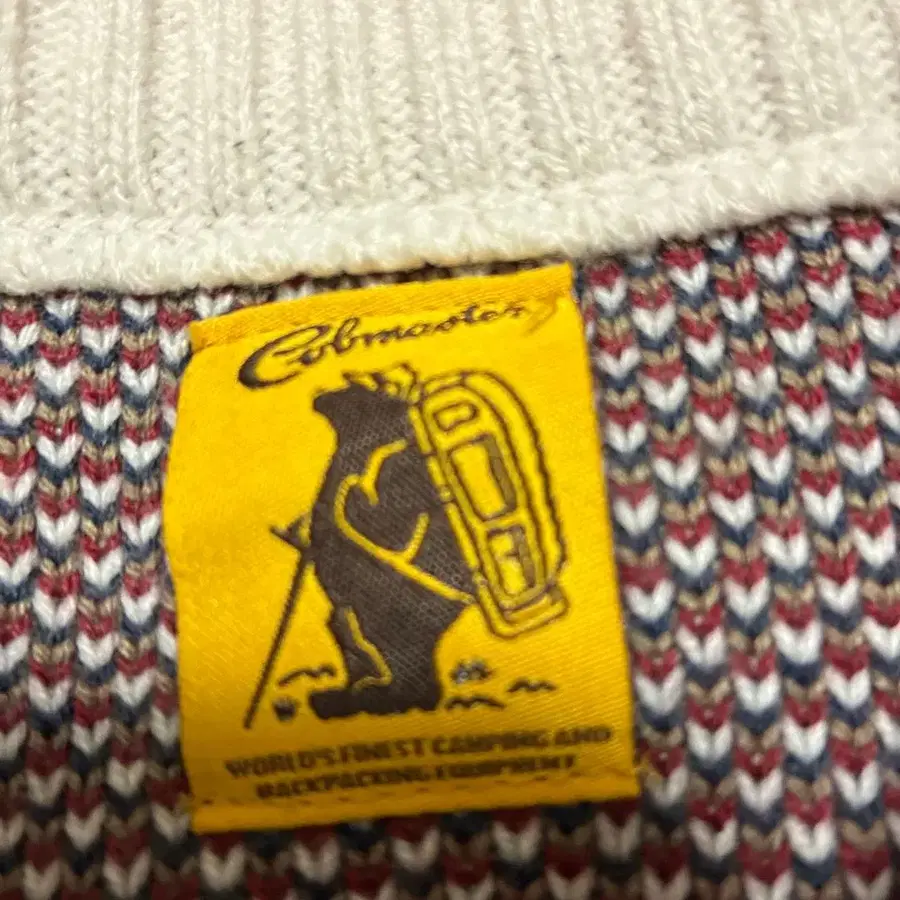 Cobmaster
WORLD'S FINEST CAMPING AND
BACKPACKING EQUIPMENT